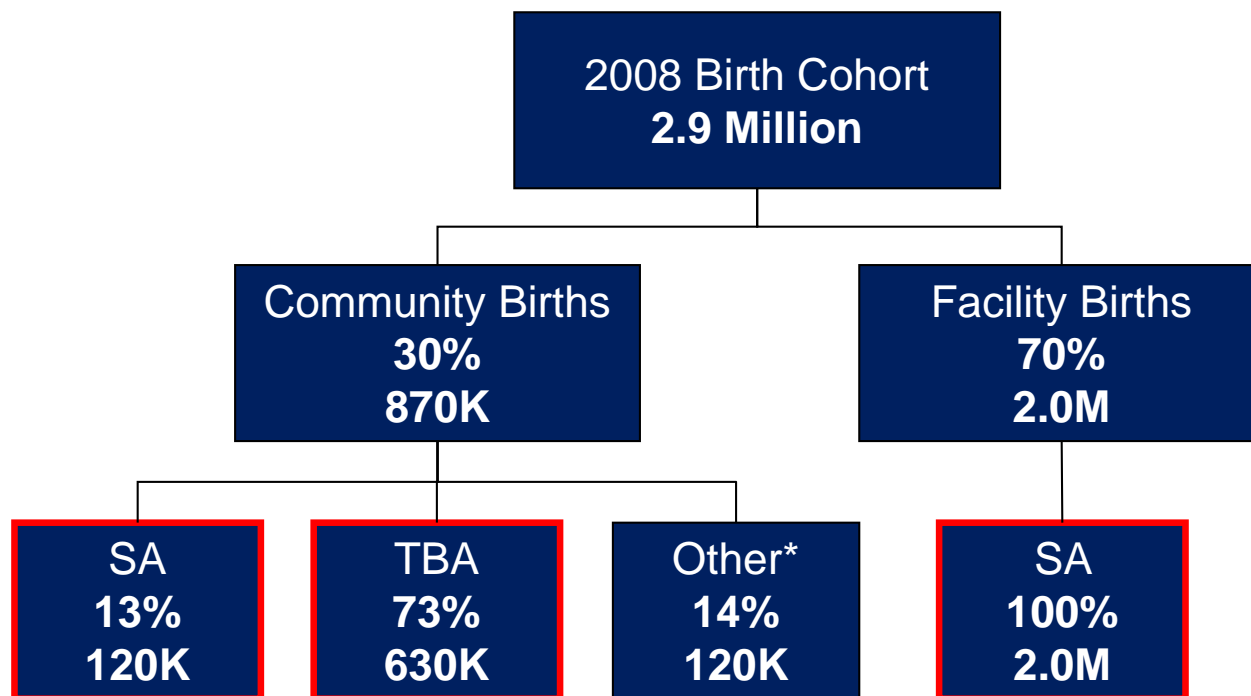 2008 Birth Cohort
2.9 Million
Community Births
30%
870K
Facility Births
70%
2.0M
SA
13%
120K
TBA
73%
630K
Other*
14%
120K
SA
100%
2.0M